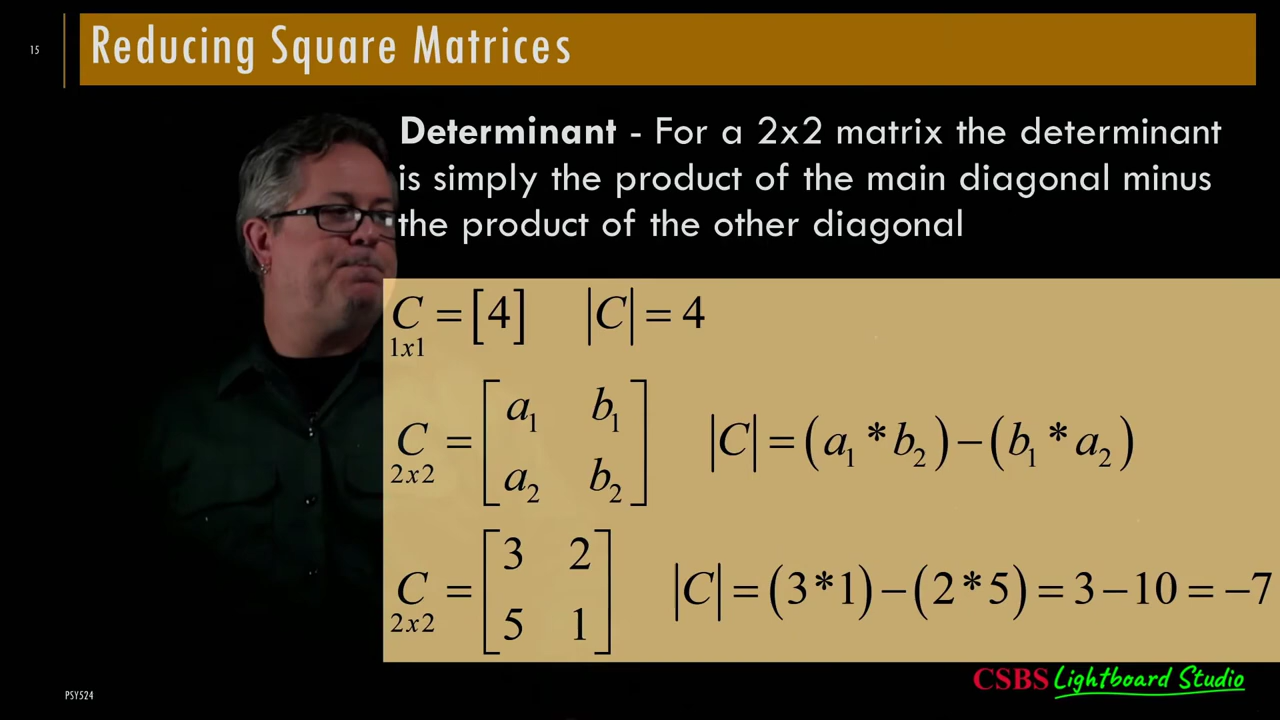 15
Reducing Square Matrices
Determinant - For a 2x2 matrix the determinant
is simply the product of the main diagonal minus
the product of the other diagonal
C = [4] |C| = 4
1x1
C = [a₁ b₁
a₂ b₂] |C| = (a₁ * b₂) − (b₁ * a₂)
2x2
C = [3 2
5 1] |C| = (3*1) − (2*5) = 3 − 10 = −7
2x2
CSBS Lightboard Studio
PSY524